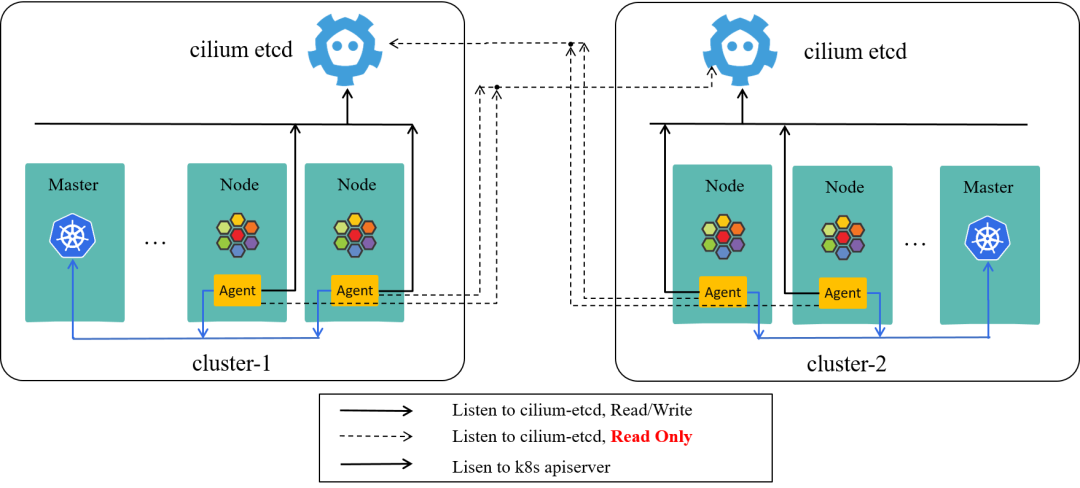 cilium etcd
cilium etcd
Master
Node
Node
Node
Node
Master
...
...
Agent
Agent
Agent
Agent
cluster-1
cluster-2
Listen to cilium-etcd, Read/Write
Listen to cilium-etcd, Read Only
Lisen to k8s apiserver